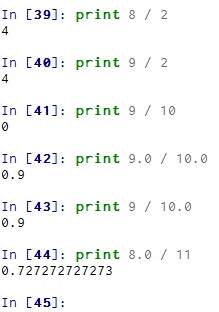 In [39]: print 8 / 2
4
In [40]: print 9 / 2
4
In [41]: print 9 / 10
0
In [42]: print 9.0 / 10.0
0.9
In [43]: print 9 / 10.0
0.9
In [44]: print 8.0 / 11
0.727272727273
In [45]: